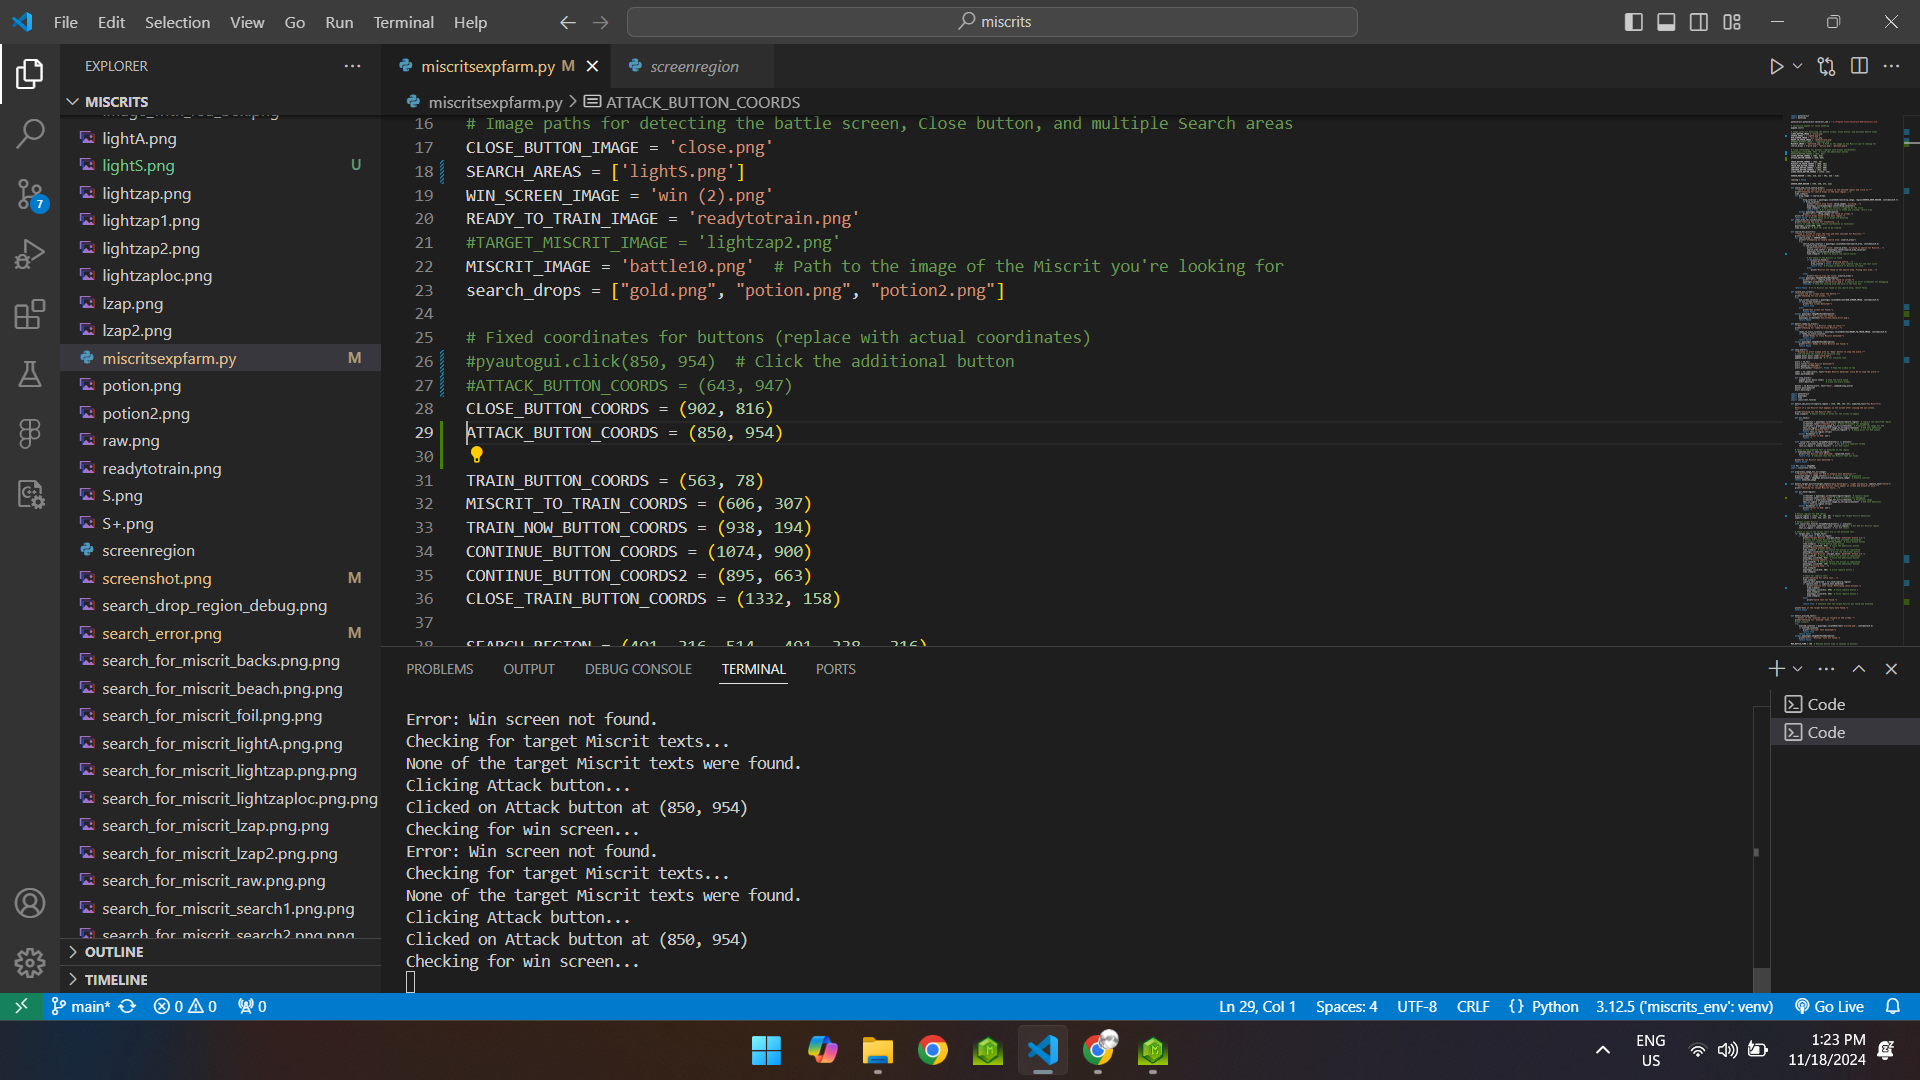 File Edit Selection View Go Run Terminal Help
miscrits
EXPLORER
MISCRITS
lightA.png
lightS.png U
lightzap.png
lightzap1.png
lightzap2.png
lightzaploc.png
lzap.png
lzap2.png
miscritsexpfarm.py M
potion.png
potion2.png
raw.png
readytotrain.png
S.png
S+.png
screenregion
screenshot.png M
search_drop_region_debug.png
search_error.png M
search_for_miscrit_backs.png.png
search_for_miscrit_beach.png.png
search_for_miscrit_foil.png.png
search_for_miscrit_lightA.png.png
search_for_miscrit_lightzap.png.png
search_for_miscrit_lightzaploc.png.png
search_for_miscrit_lzap.png.png
search_for_miscrit_lzap2.png.png
search_for_miscrit_raw.png.png
search_for_miscrit_search1.png.png
search_for_miscrit_search2.png.png
OUTLINE
TIMELINE
7
miscritsexpfarm.py M
screenregion
miscritsexpfarm.py > ATTACK_BUTTON_COORDS
16 # Image paths for detecting the battle screen, Close button, and multiple Search areas
17 CLOSE_BUTTON_IMAGE = 'close.png'
18 SEARCH_AREAS = ['lightS.png']
19 WIN_SCREEN_IMAGE = 'win (2).png'
20 READY_TO_TRAIN_IMAGE = 'readytotrain.png'
21 #TARGET_MISCRIT_IMAGE = 'lightzap2.png'
22 MISCRIT_IMAGE = 'battle10.png'  # Path to the image of the Miscrit you're looking for
23 search_drops = ["gold.png", "potion.png", "potion2.png"]
24
25 # Fixed coordinates for buttons (replace with actual coordinates)
26 #pyautogui.click(850, 954)  # Click the additional button
27 #ATTACK_BUTTON_COORDS = (643, 947)
28 CLOSE_BUTTON_COORDS = (902, 816)
29 ATTACK_BUTTON_COORDS = (850, 954)
30
31 TRAIN_BUTTON_COORDS = (563, 78)
32 MISCRIT_TO_TRAIN_COORDS = (606, 307)
33 TRAIN_NOW_BUTTON_COORDS = (938, 194)
34 CONTINUE_BUTTON_COORDS = (1074, 900)
35 CONTINUE_BUTTON_COORDS2 = (895, 663)
36 CLOSE_TRAIN_BUTTON_COORDS = (1332, 158)
37
PROBLEMS OUTPUT DEBUG CONSOLE TERMINAL PORTS
Error: Win screen not found.
Checking for target Miscrit texts...
None of the target Miscrit texts were found.
Clicking Attack button...
Clicked on Attack button at (850, 954)
Checking for win screen...
Error: Win screen not found.
Checking for target Miscrit texts...
None of the target Miscrit texts were found.
Clicking Attack button...
Clicked on Attack button at (850, 954)
Checking for win screen...
Code
Code
main* 0 0 0
Ln 29, Col 1 Spaces: 4 UTF-8 CRLF {} Python 3.12.5 ('miscrits_env': venv) Go Live
ENG
US
1:23 PM
11/18/2024